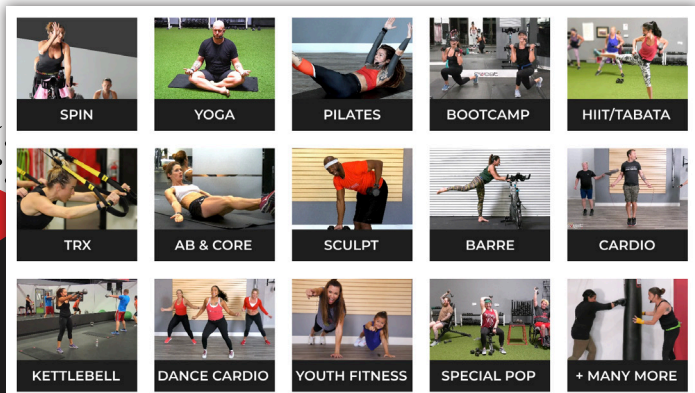 SPIN
YOGA
PILATES
BOOTCAMP
HIIT/TABATA
TRX
AB & CORE
SCULPT
BARRE
CARDIO
KETTLEBELL
DANCE CARDIO
YOUTH FITNESS
SPECIAL POP
+ MANY MORE